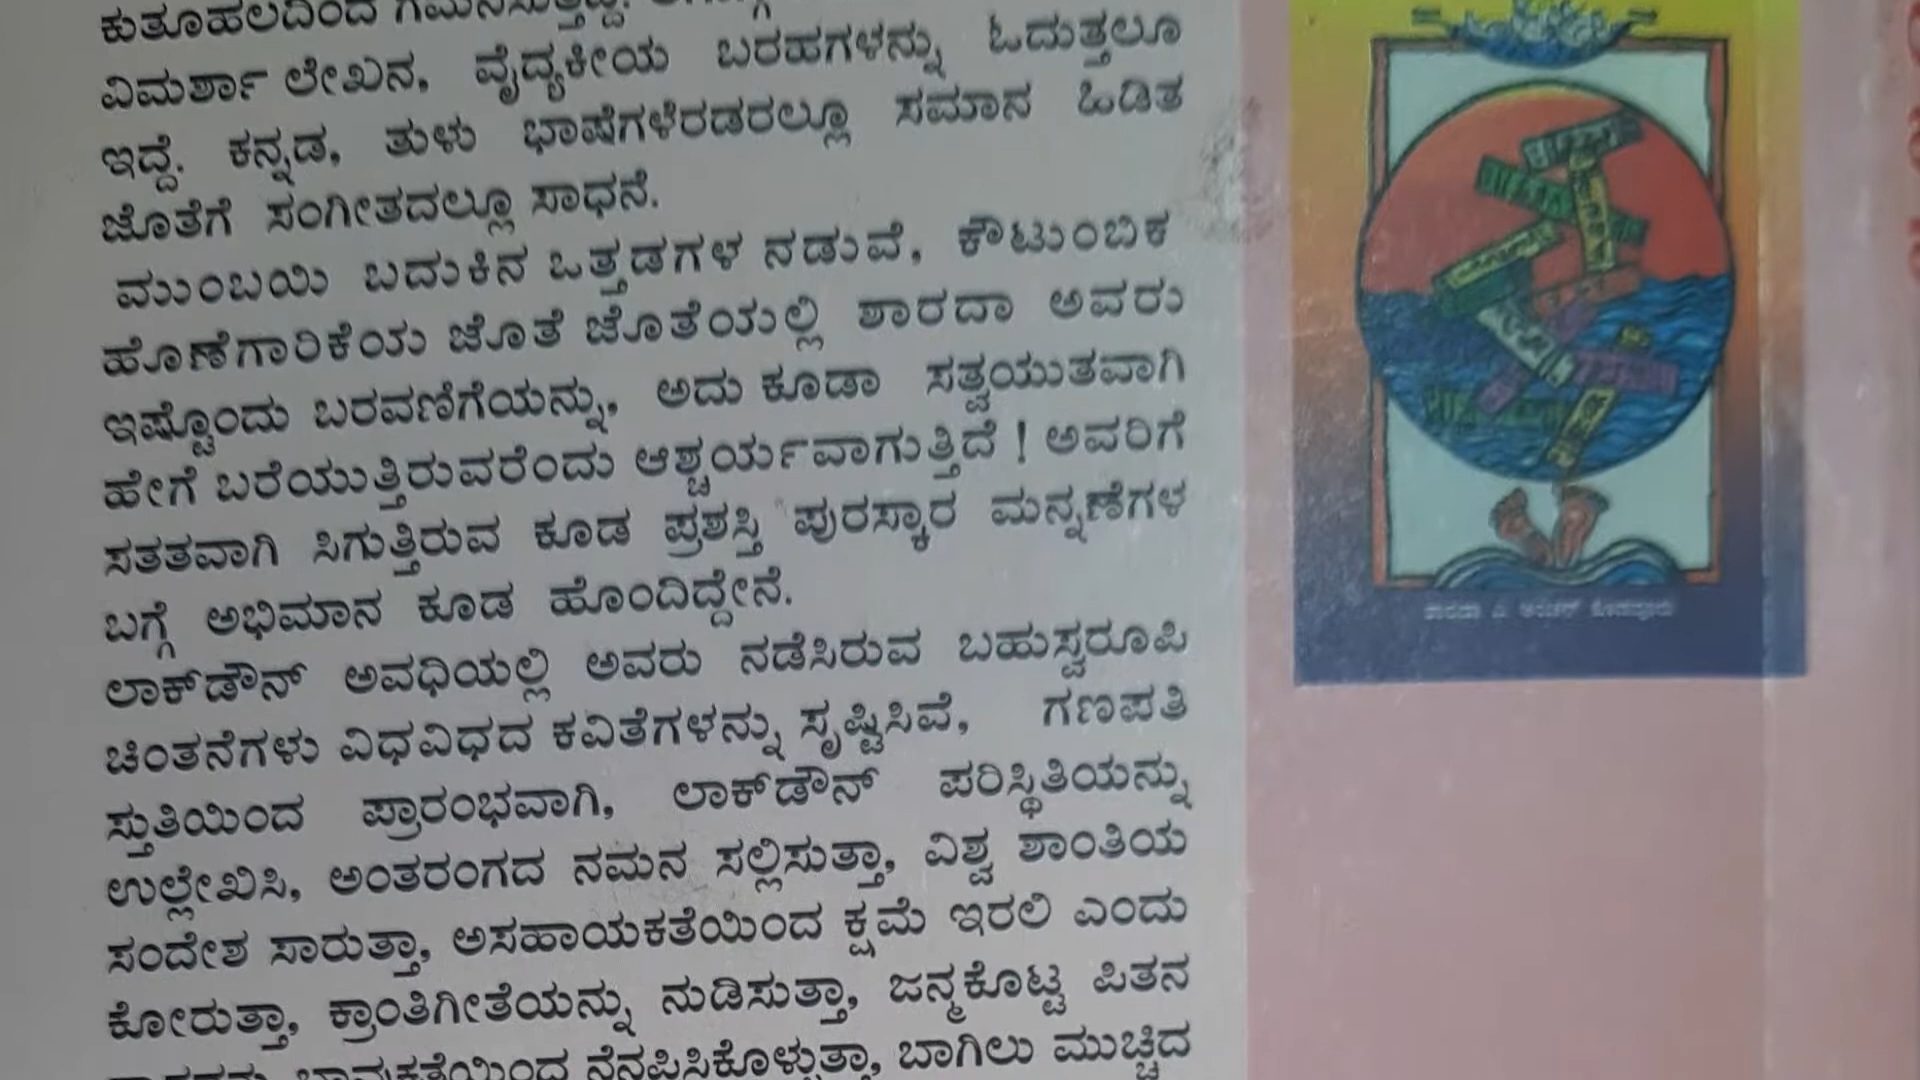 ಕುತೂಹಲದಿಂದ ಗಮನಿಸುತ್ತಿದ್ದೆ.
ವಿಮರ್ಶಾ ಲೇಖನ, ವೈದ್ಯಕೀಯ ಬರಹಗಳನ್ನು ಓದುತ್ತಲೂ
ಇದ್ದೆ. ಕನ್ನಡ, ತುಳು ಭಾಷೆಗಳೆರಡರಲ್ಲೂ ಸಮಾನ ಹಿಡಿತ
ಜೊತೆಗೆ ಸಂಗೀತದಲ್ಲೂ ಸಾಧನೆ.
ಮುಂಬಯಿ ಬದುಕಿನ ಒತ್ತಡಗಳ ನಡುವೆ, ಕೌಟುಂಬಿಕ
ಹೊಣೆಗಾರಿಕೆಯ ಜೊತೆ ಜೊತೆಯಲ್ಲಿ ಶಾರದಾ ಅವರು
ಇಷ್ಟೊಂದು ಬರವಣಿಗೆಯನ್ನು, ಅದು ಕೂಡಾ ಸತ್ವಯುತವಾಗಿ
ಹೇಗೆ ಬರೆಯುತ್ತಿರುವರೆಂದು ಆಶ್ಚರ್ಯವಾಗುತ್ತಿದೆ ! ಅವರಿಗೆ
ಸತತವಾಗಿ ಸಿಗುತ್ತಿರುವ ಕೂಡ ಪ್ರಶಸ್ತಿ ಪುರಸ್ಕಾರ ಮನ್ನಣೆಗಳ
ಬಗ್ಗೆ ಅಭಿಮಾನ ಕೂಡ ಹೊಂದಿದ್ದೇನೆ.
ಲಾಕ್‌ಡೌನ್ ಅವಧಿಯಲ್ಲಿ ಅವರು ನಡೆಸಿರುವ ಬಹುಸ್ವರೂಪಿ
ಚಿಂತನೆಗಳು ವಿಧವಿಧದ ಕವಿತೆಗಳನ್ನು ಸೃಷ್ಟಿಸಿವೆ, ಗಣಪತಿ
ಸ್ತುತಿಯಿಂದ ಪ್ರಾರಂಭವಾಗಿ, ಲಾಕ್‌ಡೌನ್ ಪರಿಸ್ಥಿತಿಯನ್ನು
ಉಲ್ಲೇಖಿಸಿ, ಅಂತರಂಗದ ನಮನ ಸಲ್ಲಿಸುತ್ತಾ, ವಿಶ್ವ ಶಾಂತಿಯ
ಸಂದೇಶ ಸಾರುತ್ತಾ, ಅಸಹಾಯಕತೆಯಿಂದ ಕ್ಷಮೆ ಇರಲಿ ಎಂದು
ಕೋರುತ್ತಾ, ಕ್ರಾಂತಿಗೀತೆಯನ್ನು ನುಡಿಸುತ್ತಾ, ಜನ್ಮಕೊಟ್ಟ ಪಿತನ
ನೆನಪಿಸಿಕೊಳ್ಳುತ್ತಾ, ಬಾಗಿಲು ಮುಚ್ಚಿದ